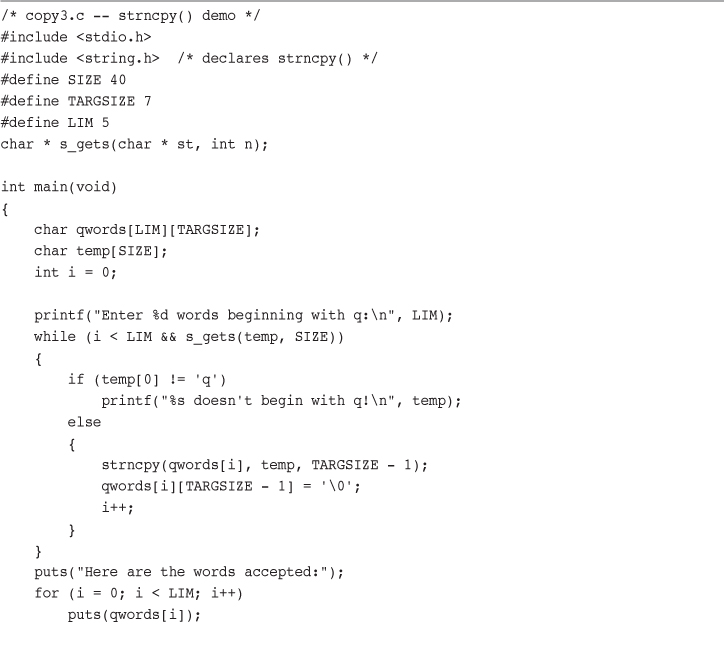 /* copy3.c -- strncpy() demo */
#include <stdio.h>
#include <string.h>  /* declares strncpy() */
#define SIZE 40
#define TARGSIZE 7
#define LIM 5
char * s_gets(char * st, int n);

int main(void)
{
    char qwords[LIM][TARGSIZE];
    char temp[SIZE];
    int i = 0;

    printf("Enter %d words beginning with q:\n", LIM);
    while (i < LIM && s_gets(temp, SIZE))
    {
        if (temp[0] != 'q')
            printf("%s doesn't begin with q!\n", temp);
        else
        {
            strncpy(qwords[i], temp, TARGSIZE - 1);
            qwords[i][TARGSIZE - 1] = '\0';
            i++;
        }
    }
    puts("Here are the words accepted:");
    for (i = 0; i < LIM; i++)
        puts(qwords[i]);